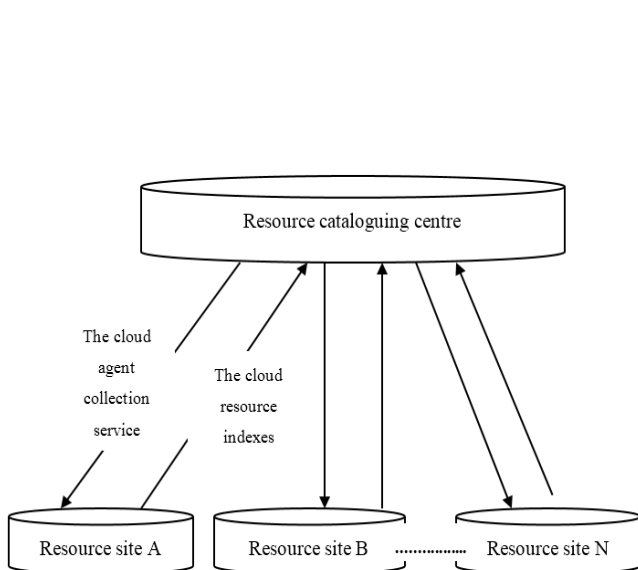 Resource cataloguing centre
The cloud
agent
collection
service
The cloud
resource
indexes
Resource site A
Resource site B
..................
Resource site N